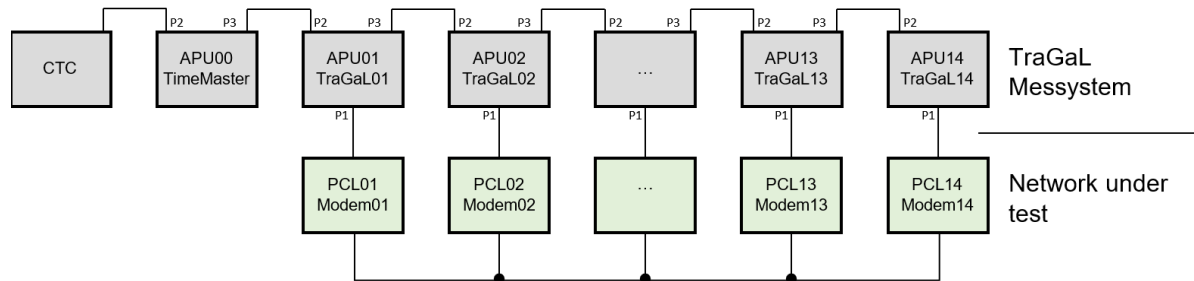 P2 P3 P2 P3 P2 P3 P2 P3 P2 P3 P2
CTC
APU00
TimeMaster
APU01
TraGaL01
APU02
TraGaL02
...
APU13
TraGaL13
APU14
TraGaL14
TraGaL
Messystem
P1 P1 P1 P1 P1
PCL01
Modem01
PCL02
Modem02
...
PCL13
Modem13
PCL14
Modem14
Network under
test